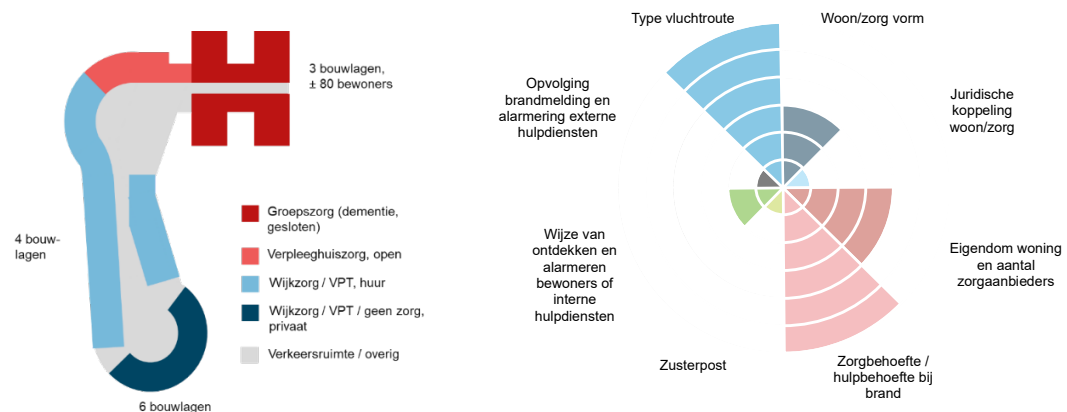 3 bouwlagen,
± 80 bewoners
4 bouw-
lagen
6 bouwlagen
Groepszorg (dementie,
gesloten)
Verpleeghuiszorg, open
Wijkzorg / VPT, huur
Wijkzorg / VPT / geen zorg,
privaat
Verkeersruimte / overig
Type vluchtroute
Woon/zorg vorm
Opvolging
brandmelding en
alarmering externe
hulpdiensten
Juridische
koppeling
woon/zorg
Wijze van
ontdekken en
alarmeren
bewoners of
interne
hulpdiensten
Eigendom woning
en aantal
zorgaanbieders
Zusterpost
Zorgbehoefte /
hulpbehoefte bij
brand